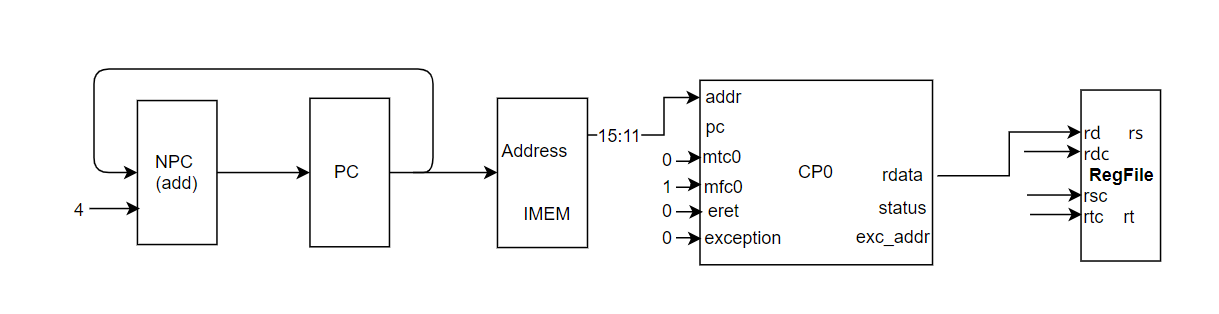 NPC
(add)
4
PC
Address
IMEM
15:11
addr
pc
0
mtc0
1
mfc0
0
eret
0
exception
CP0
rdata
status
exc_addr
rd rs
rdc
RegFile
rsc
rtc rt